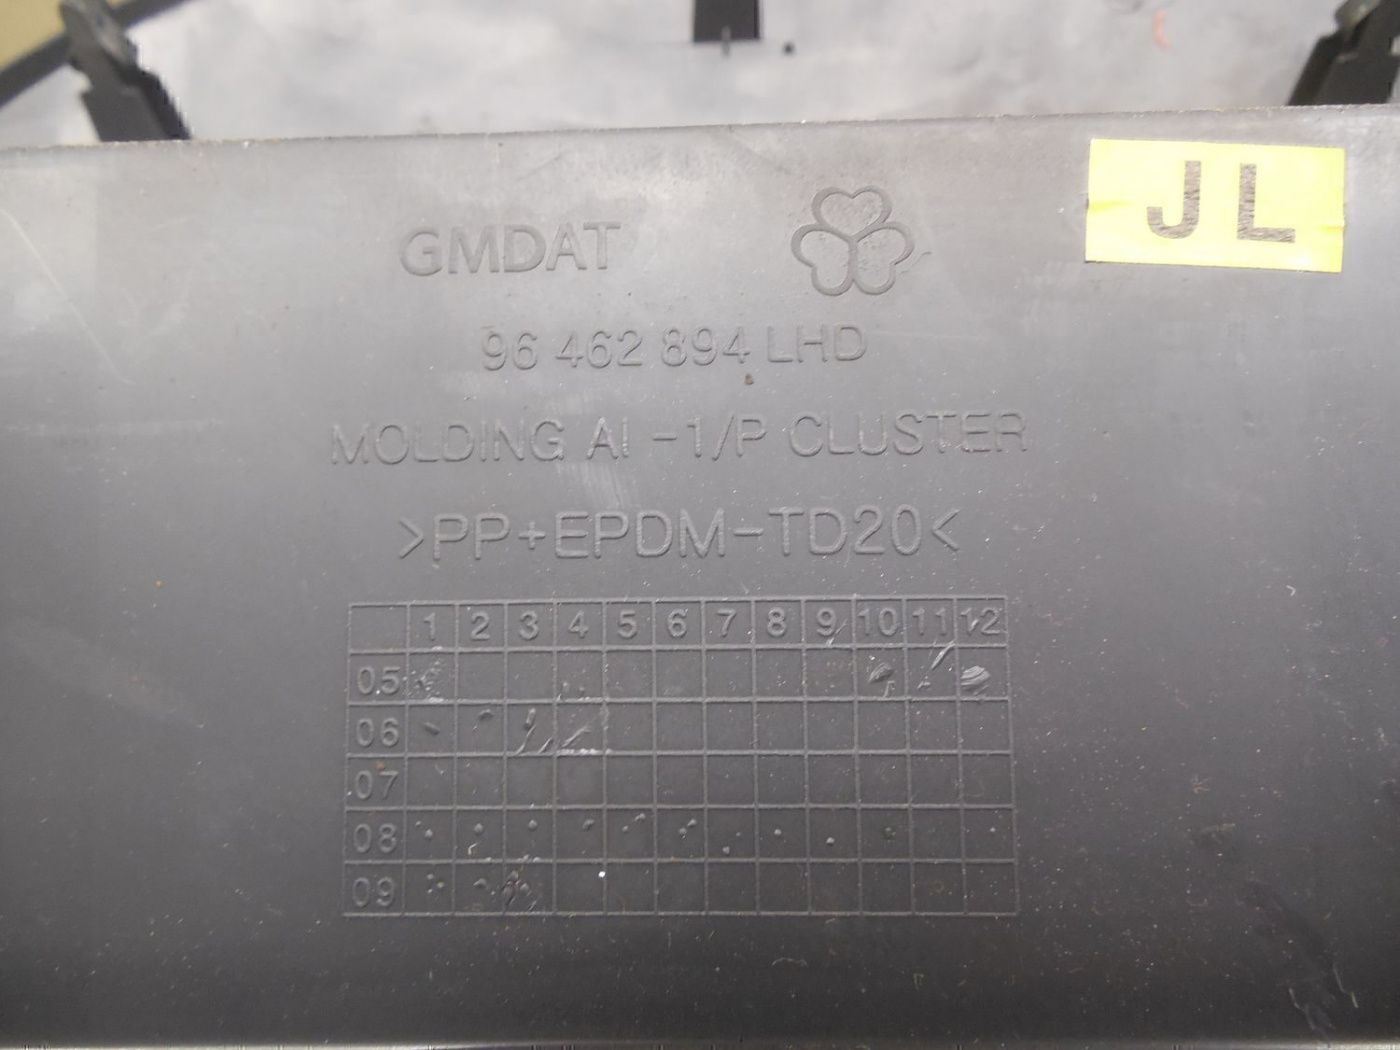 JL
GMDAT
96 462 894 LHD
MOLDING AI -1/P CLUSTER
>PP+EPDM-TD20<
1 2 3 4 5 6 7 8 9 10 11 12
05
06
07
08
09